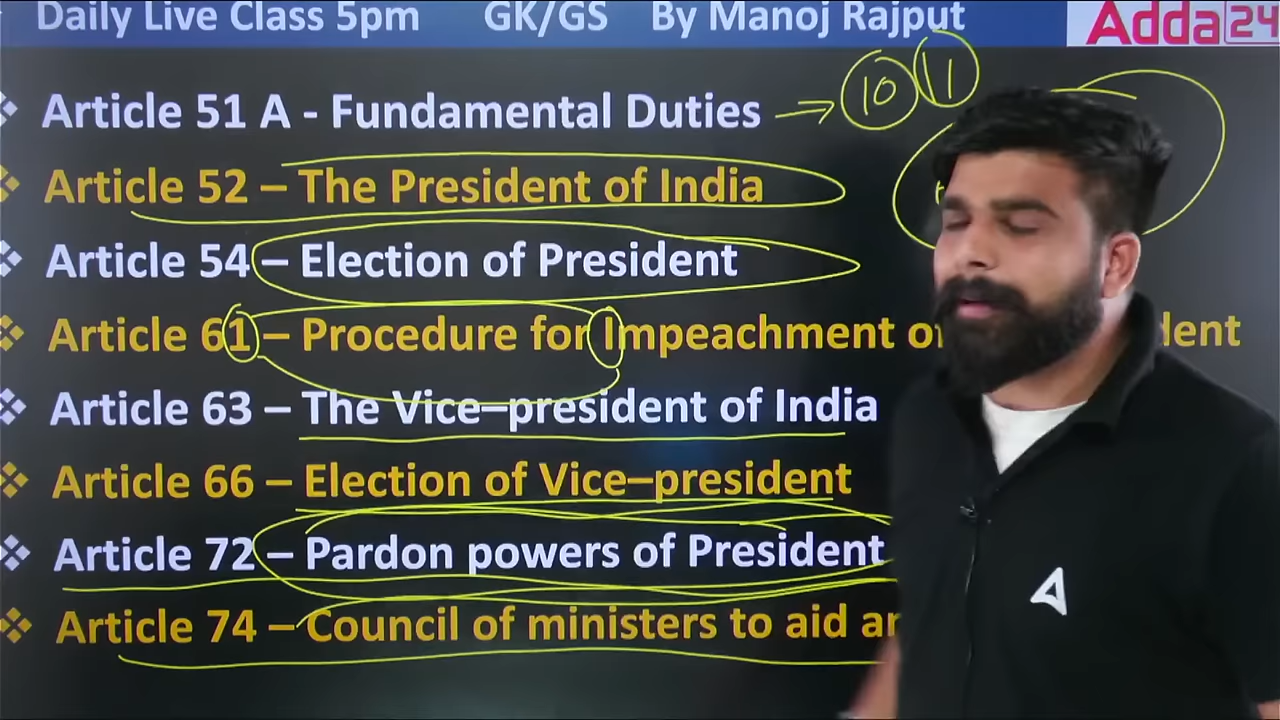 Daily Live Class 5pm GK/GS By Manoj Rajput
Adda 24
Article 51 A - Fundamental Duties → 10 11
Article 52 – The President of India
Article 54 – Election of President
Article 61 – Procedure for Impeachment of dent
Article 63 – The Vice–president of India
Article 66 – Election of Vice–president
Article 72 – Pardon powers of President
Article 74 – Council of ministers to aid